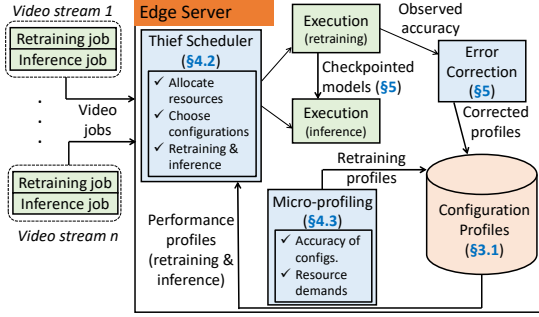 Video stream 1
Retraining job
Inference job
.
.
.
Video
jobs
Retraining job
Inference job
Video stream n
Edge Server
Thief Scheduler
(§4.2)
✓ Allocate
resources
✓ Choose
configurations
✓ Retraining &
inference
Execution
(retraining)
Checkpointed
models (§5)
Execution
(inference)
Observed
accuracy
Error
Correction
(§5)
Corrected
profiles
Retraining
profiles
Micro-profiling
(§4.3)
✓ Accuracy of
configs.
✓ Resource
demands
Performance
profiles
(retraining &
inference)
Configuration
Profiles
(§3.1)